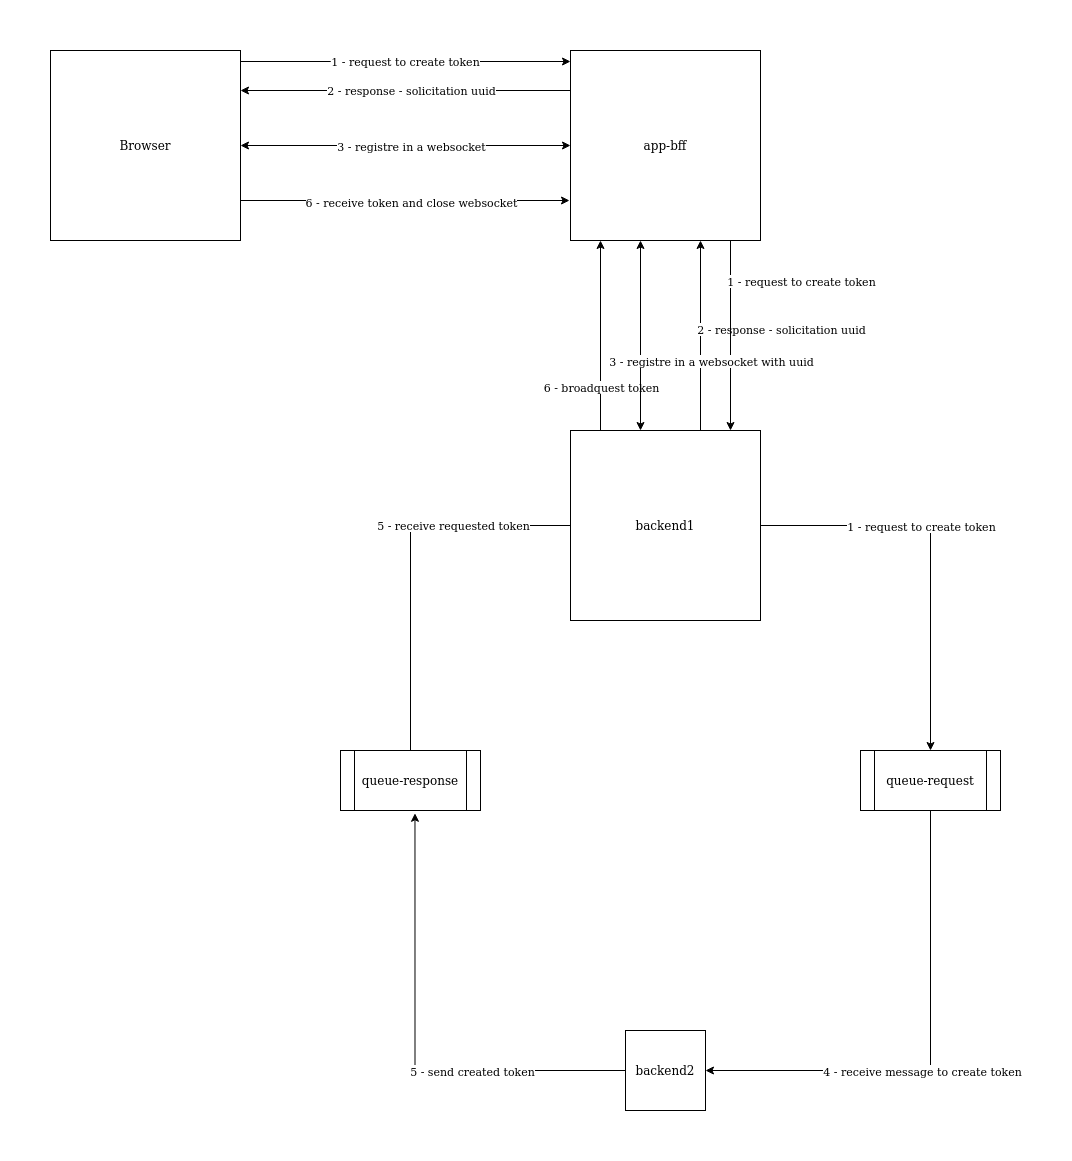 1 - request to create token
2 - response - solicitation uuid
Browser
3 - registre in a websocket
app-bff
6 - receive token and close websocket
1 - request to create token
2 - response - solicitation uuid
3 - registre in a websocket with uuid
6 - broadquest token
5 - receive requested token
backend1
1 - request to create token
queue-response
queue-request
5 - send created token
backend2
4 - receive message to create token